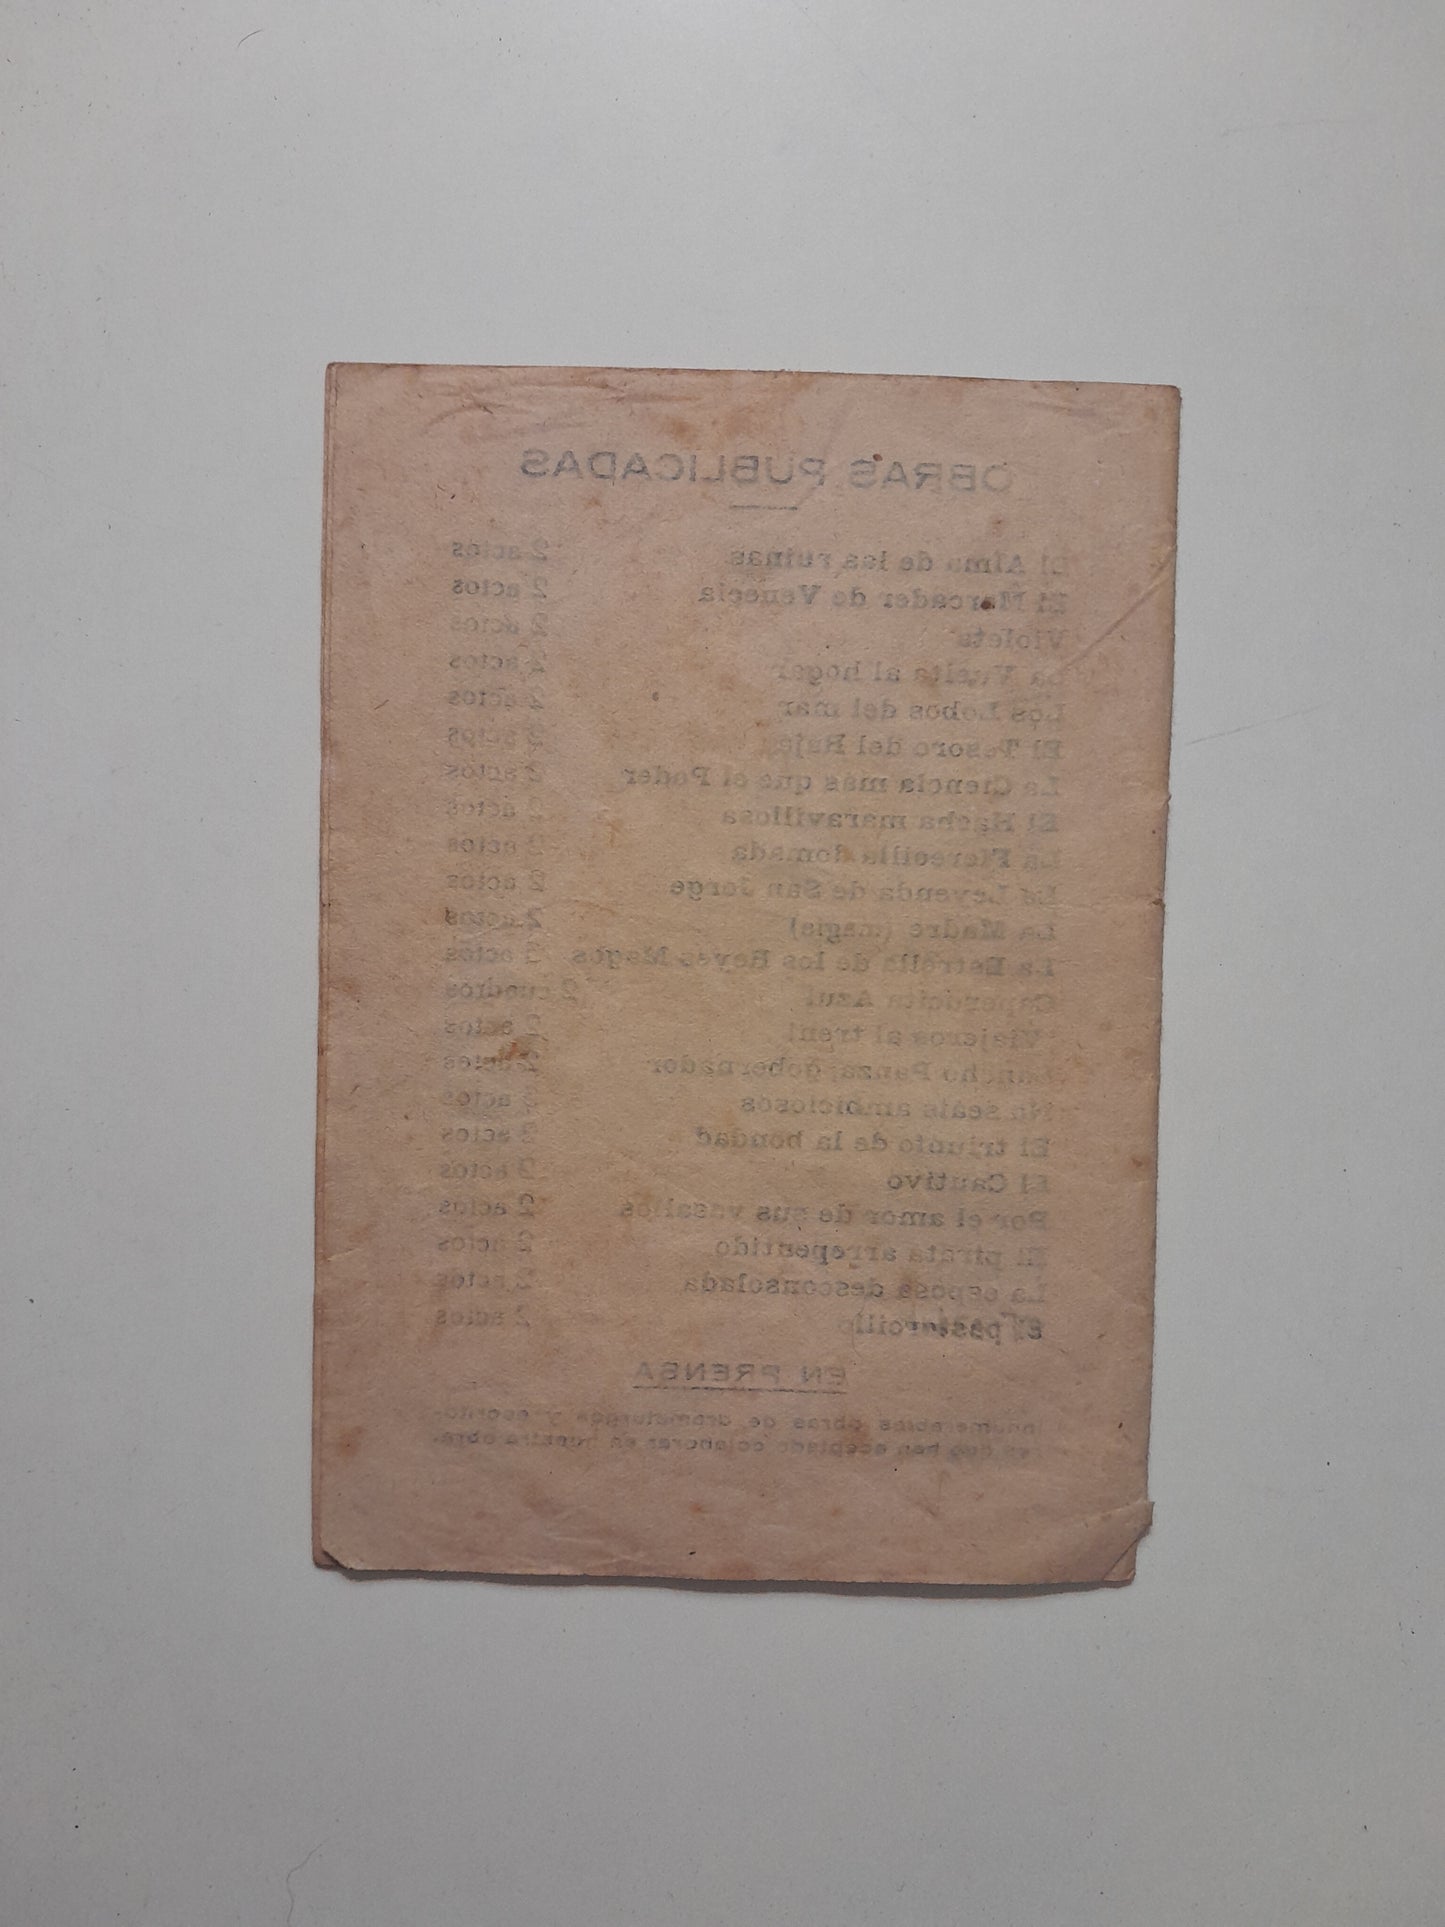 OBRAS PUBLICADAS
El Alma de las ruinas 2 actos
El Mercader de Venecia 2 actos
Violeta 2 actos
La Vuelta al hogar 2 actos
Los Lobos del mar 2 actos
El Tesoro del Rajá actos
La Ciencia más que el Poder 2 actos
El Hacha maravillosa 2 actos
La Fierecilla domada actos
La Leyenda de San Jorge 2 actos
La Madre (magia) 2 actos
La Estrella de los Reyes Magos 3 actos
Caperucita Azul 2 cuadros
Viajeros al tren! 2 actos
Sancho Panza, gobernador 2 actos
No seáis ambiciosos actos
El triunfo de la bondad actos
El Cautivo actos
Por el amor de sus vasallos 2 actos
El pirata arrepentido 2 actos
La esposa desconsolada 2 actos
El pastorcillo 2 actos
EN PRENSA
Innumerables obras de dramaturgos y escrito-
res que han aceptado colaborar en nuestra obra.